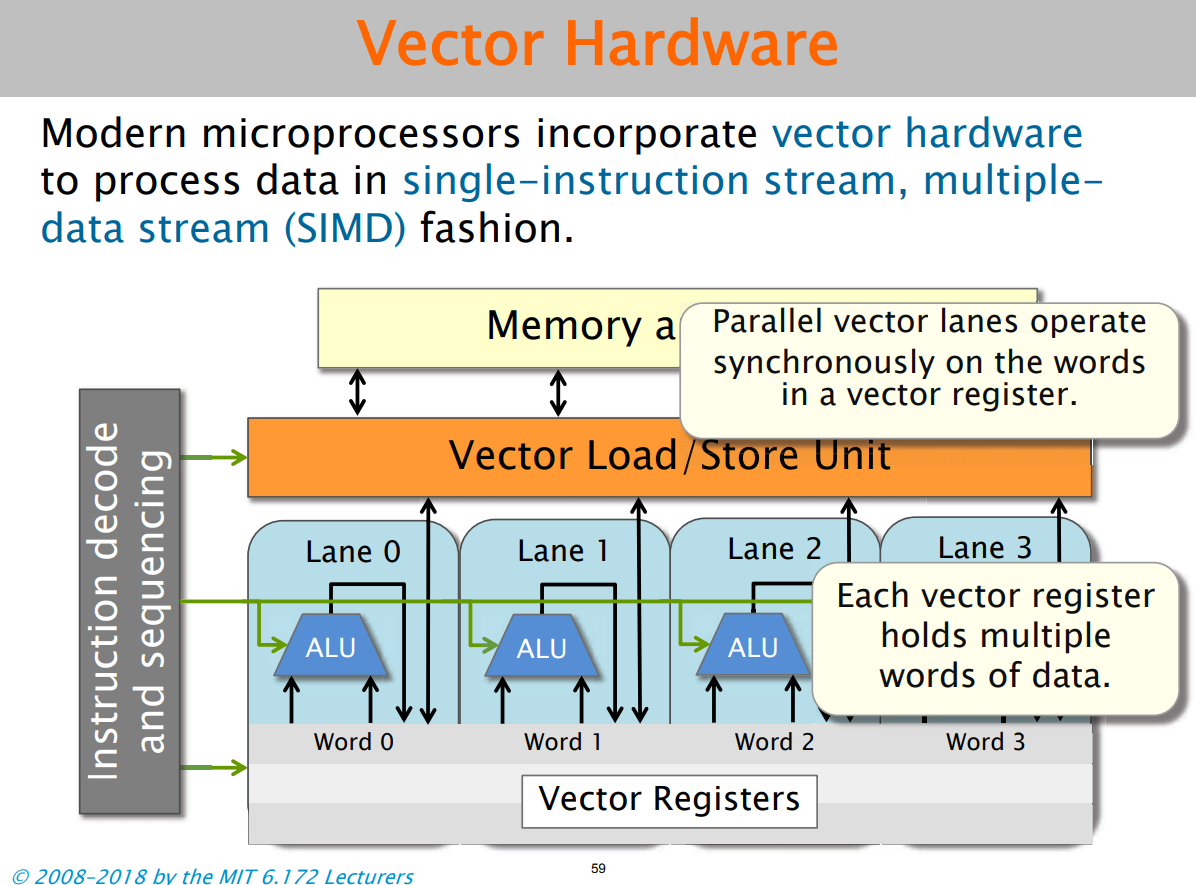 Vector Hardware
Modern microprocessors incorporate vector hardware
to process data in single-instruction stream, multiple-
data stream (SIMD) fashion.
Memory a
Parallel vector lanes operate
synchronously on the words
in a vector register.
Instruction decode
and sequencing
Vector Load/Store Unit
Lane 0
Lane 1
Lane 2
Lane 3
ALU
ALU
ALU
Each vector register
holds multiple
words of data.
Word 0
Word 1
Word 2
Word 3
Vector Registers
© 2008–2018 by the MIT 6.172 Lecturers
59